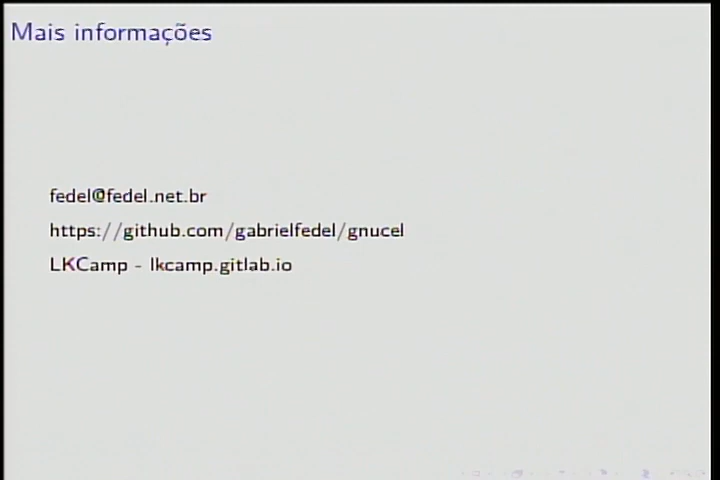 Mais informações
fedel@fedel.net.br
https://github.com/gabrielfedel/gnucel
LKCamp - lkcamp.gitlab.io